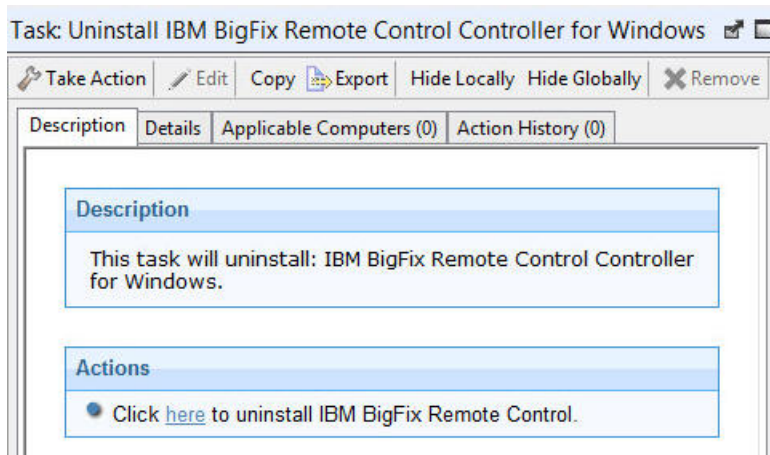 Task: Uninstall IBM BigFix Remote Control Controller for Windows
Take Action Edit Copy Export Hide Locally Hide Globally Remove
Description Details Applicable Computers (0) Action History (0)
Description
This task will uninstall: IBM BigFix Remote Control Controller
for Windows.
Actions
Click here to uninstall IBM BigFix Remote Control.